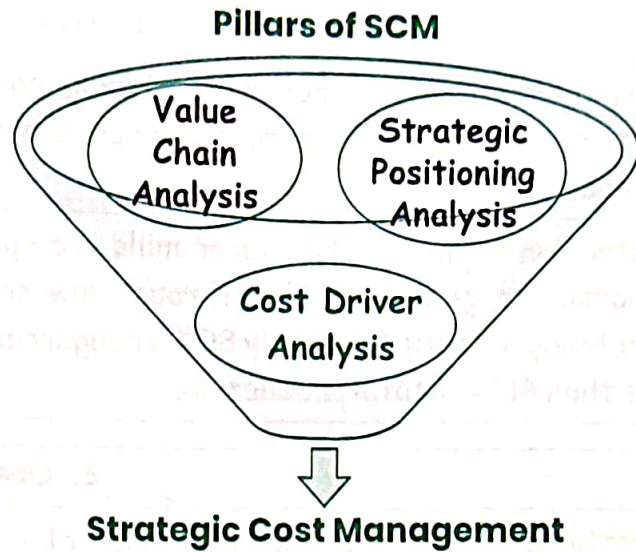 Pillars of SCM
Value
Chain
Analysis
Strategic
Positioning
Analysis
Cost Driver
Analysis
Strategic Cost Management